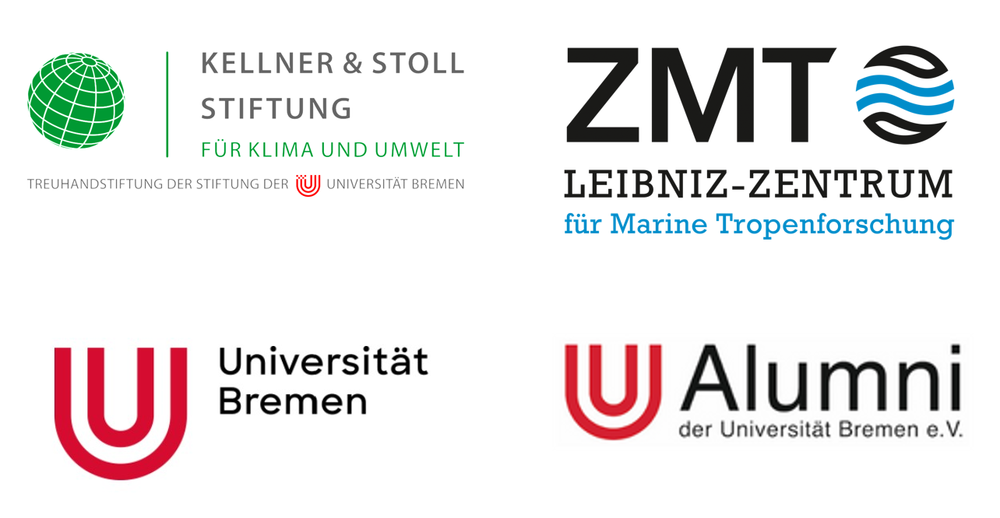 KELLNER & STOLL
STIFTUNG
FÜR KLIMA UND UMWELT
TREUHANDSTIFTUNG DER STIFTUNG DER UNIVERSITÄT BREMEN
ZMT
LEIBNIZ-ZENTRUM
für Marine Tropenforschung
Universität
Bremen
Alumni
der Universität Bremen e.V.